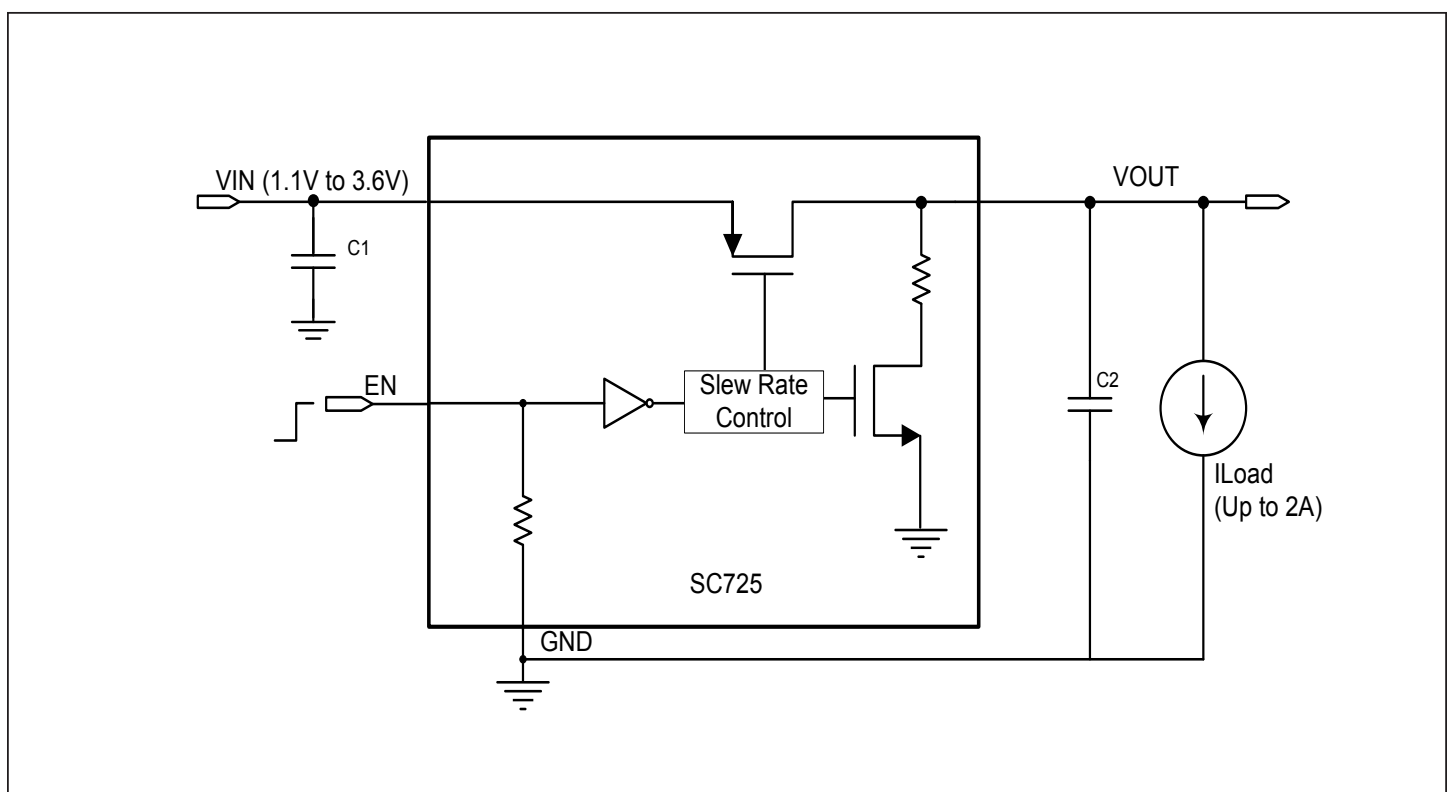 VIN (1.1V to 3.6V)
VOUT
C1
EN
Slew Rate
Control
C2
ILoad
(Up to 2A)
SC725
GND